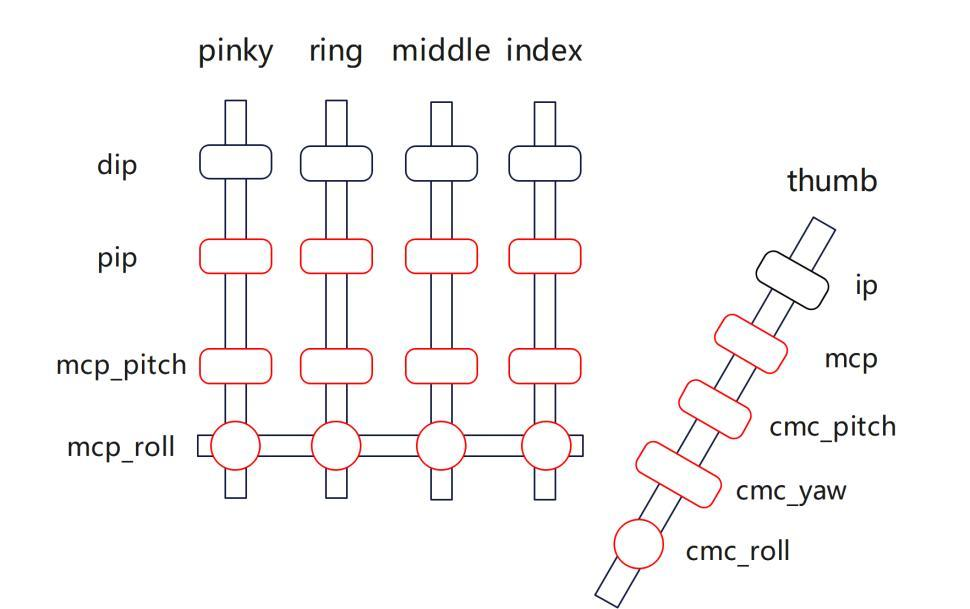 pinky ring middle index
thumb
dip
pip
mcp_pitch
mcp_roll
ip
mcp
cmc_pitch
cmc_yaw
cmc_roll